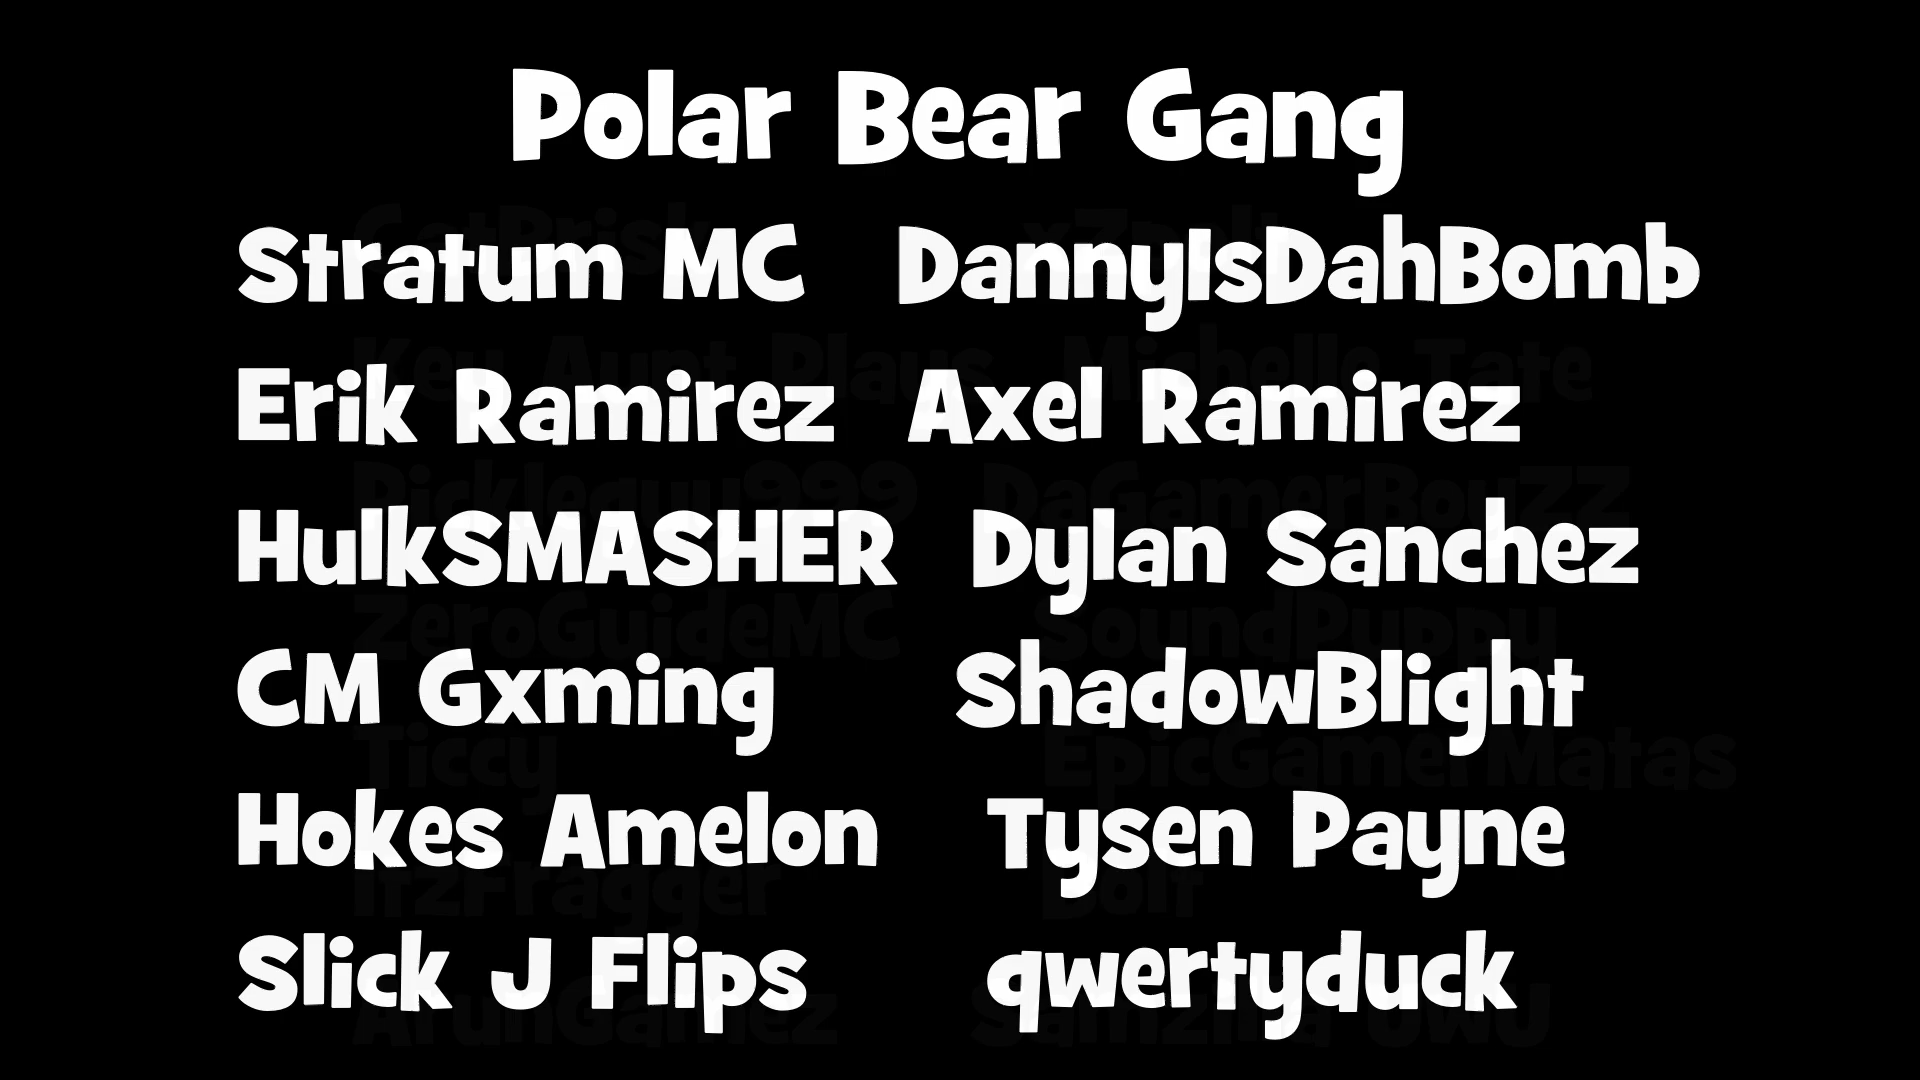 Polar Bear Gang
Stratum MC DannyIsDahBomb
Erik Ramirez Axel Ramirez
HulkSMASHER Dylan Sanchez
CM Gxming ShadowBlight
Hokes Amelon Tysen Payne
Slick J Flips qwertyduck